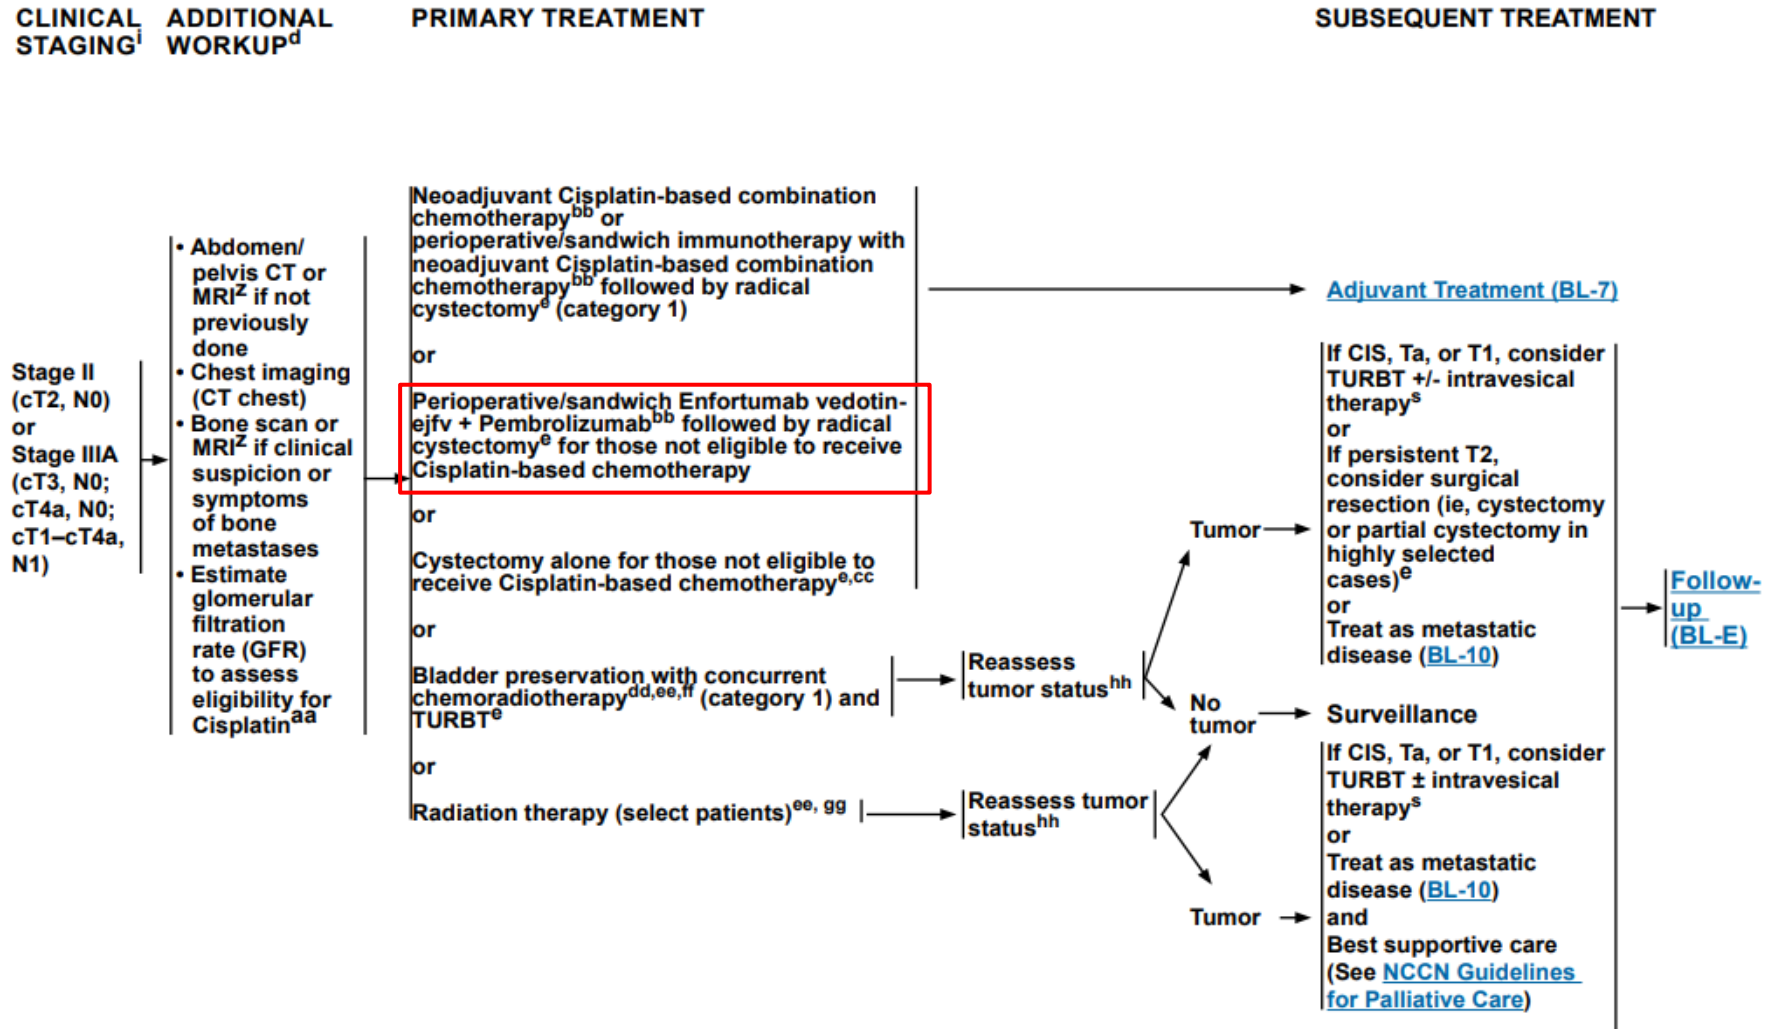 CLINICAL
STAGINGi
ADDITIONAL
WORKUPd
PRIMARY TREATMENT
SUBSEQUENT TREATMENT
Stage II
(cT2, N0)
or
Stage IIIA
(cT3, N0;
cT4a, N0;
cT1–cT4a,
N1)
• Abdomen/
pelvis CT or
MRIz if not
previously
done
• Chest imaging
(CT chest)
• Bone scan or
MRIz if clinical
suspicion or
symptoms
of bone
metastases
• Estimate
glomerular
filtration
rate (GFR)
to assess
eligibility for
Cisplatinaa
Neoadjuvant Cisplatin-based combination
chemotherapybb or
perioperative/sandwich immunotherapy with
neoadjuvant Cisplatin-based combination
chemotherapybb followed by radical
cystectomye (category 1)
or
Perioperative/sandwich Enfortumab vedotin-
ejfv + Pembrolizumabbb followed by radical
cystectomye for those not eligible to receive
Cisplatin-based chemotherapy
or
Cystectomy alone for those not eligible to
receive Cisplatin-based chemotherapye,cc
or
Bladder preservation with concurrent
chemoradiotherapydd,ee,ff (category 1) and
TURBTe
or
Radiation therapy (select patients)ee, gg
Reassess
tumor statushh
Reassess tumor
statushh
Tumor
No
tumor
Tumor
Adjuvant Treatment (BL-7)
If CIS, Ta, or T1, consider
TURBT +/- intravesical
therapys
or
If persistent T2,
consider surgical
resection (ie, cystectomy
or partial cystectomy in
highly selected
cases)e
or
Treat as metastatic
disease (BL-10)
Surveillance
If CIS, Ta, or T1, consider
TURBT ± intravesical
therapys
or
Treat as metastatic
disease (BL-10)
and
Best supportive care
(See NCCN Guidelines
for Palliative Care)
Follow-
up
(BL-E)